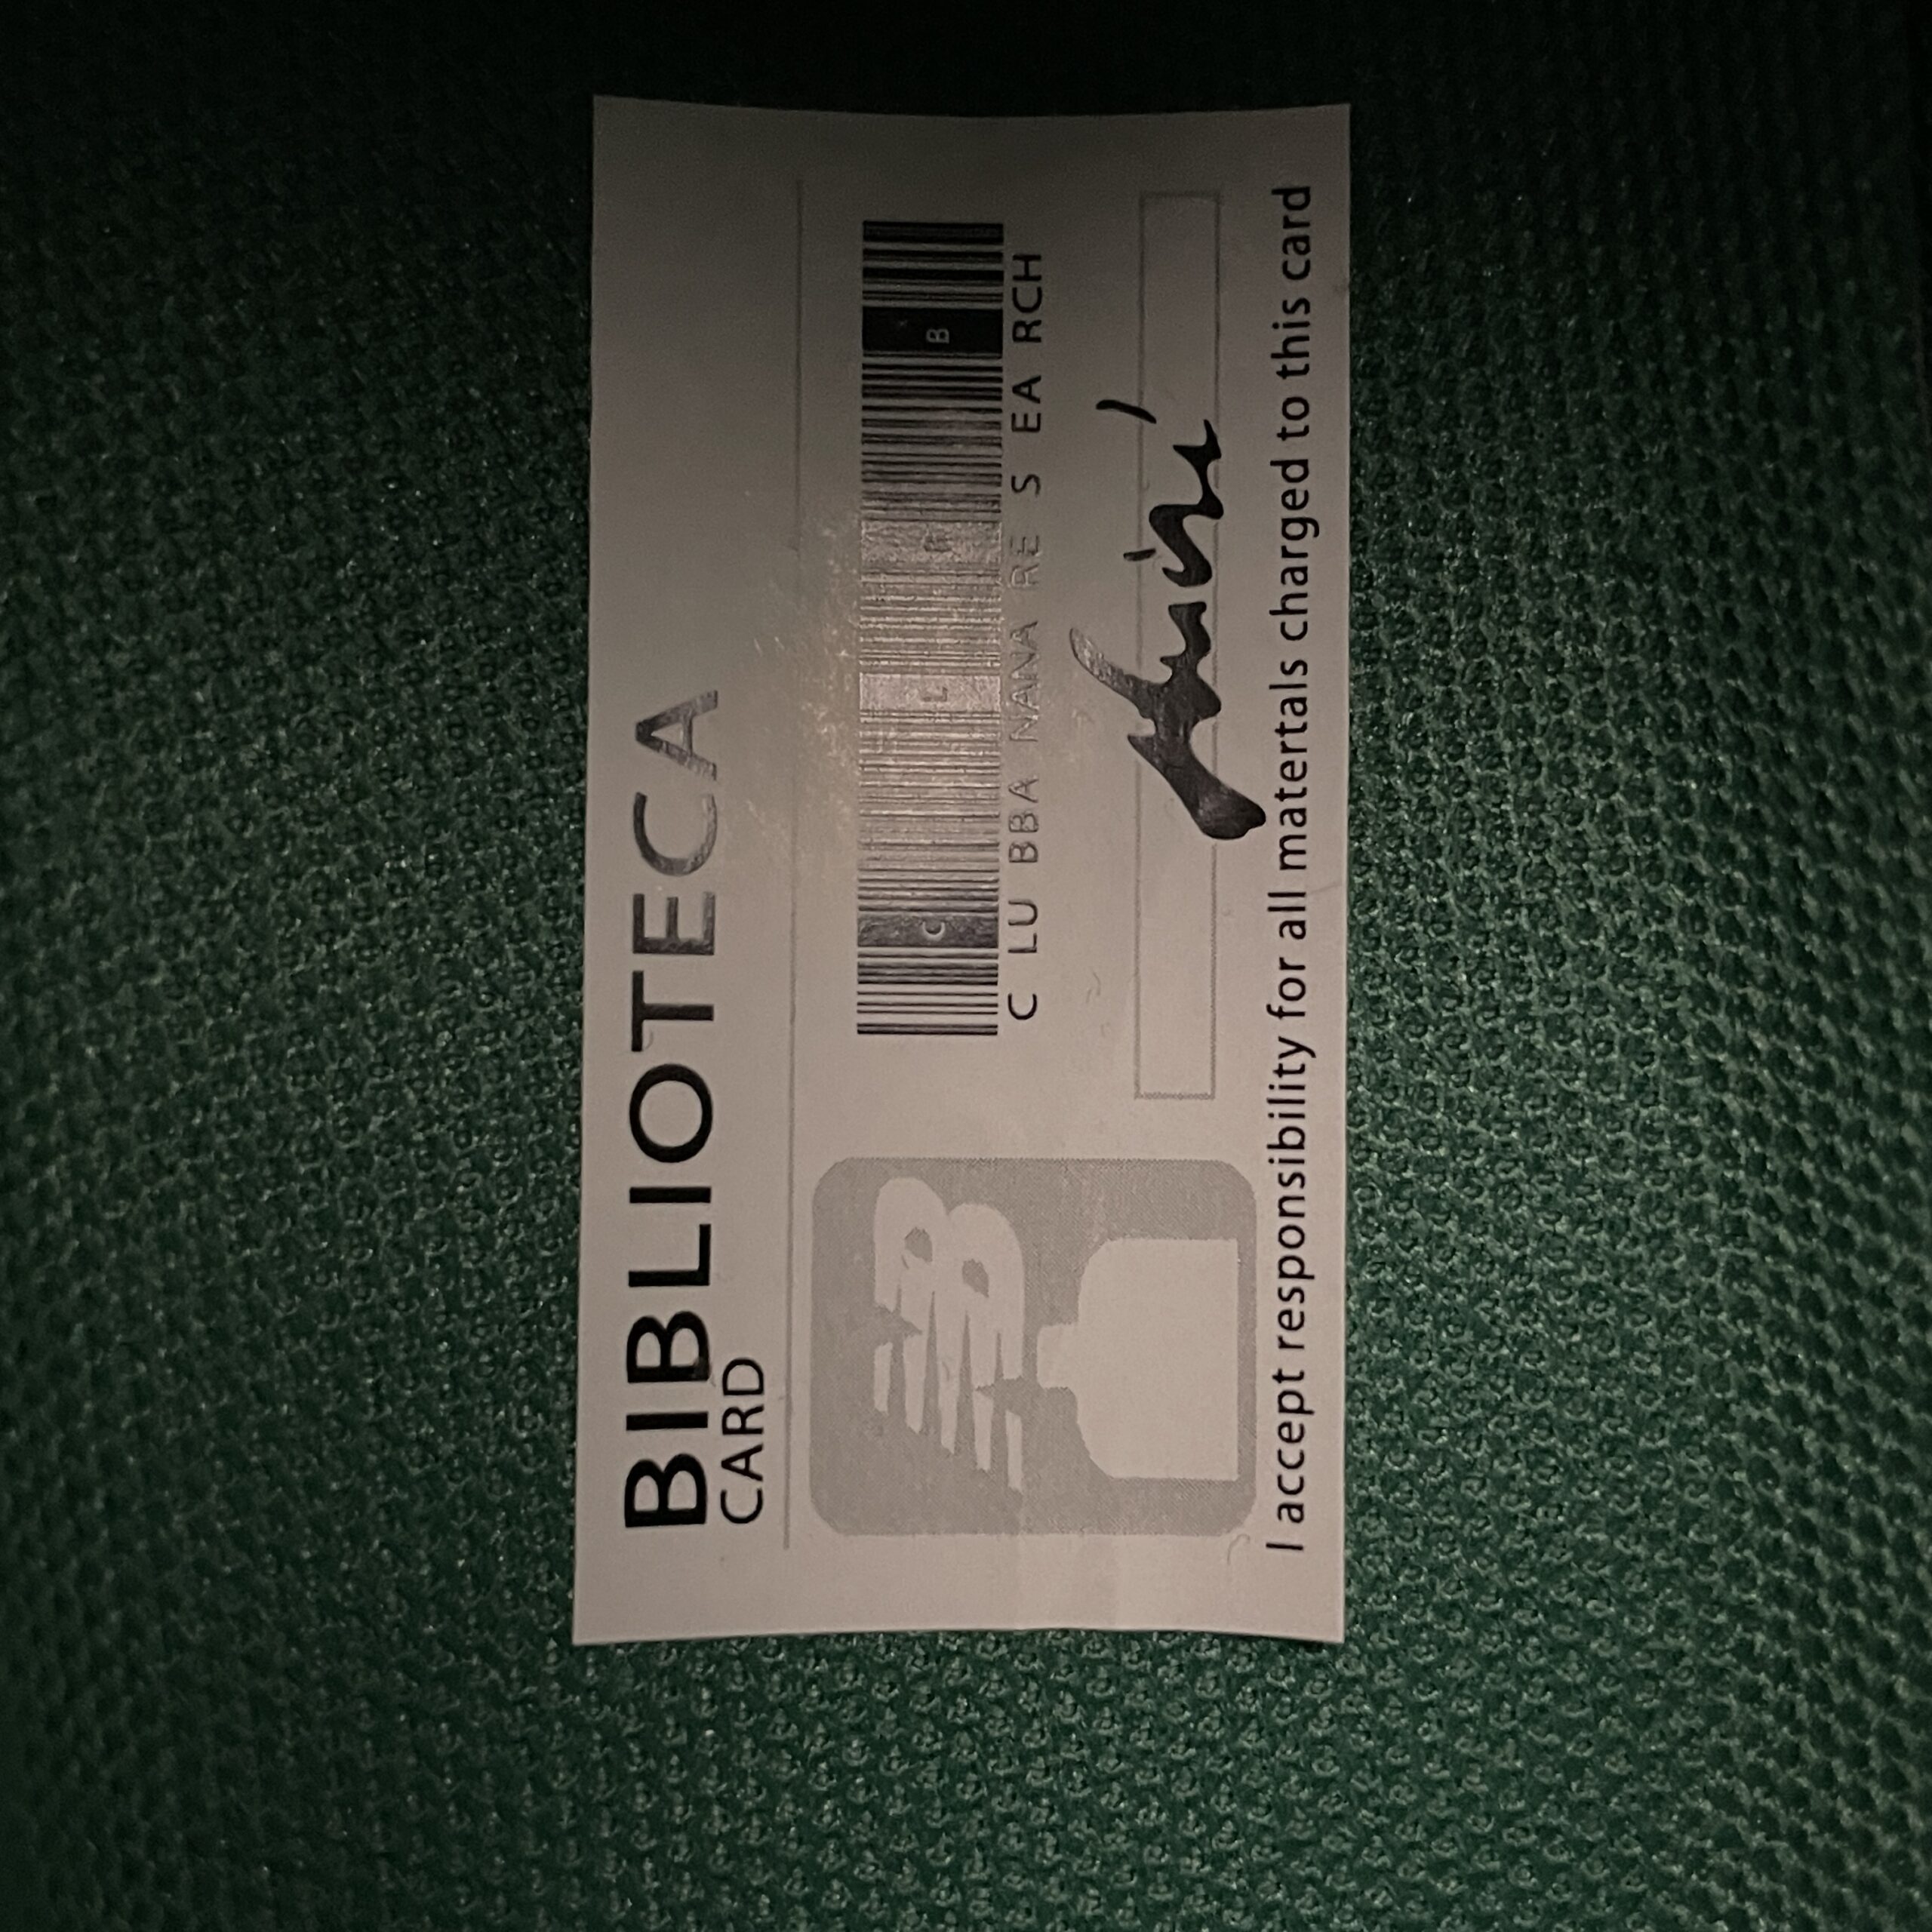 BIBLIOTECA
CARD
C L A B
C LU BBA NANA RE S EA RCH
I accept responsibility for all matertals charged to this card